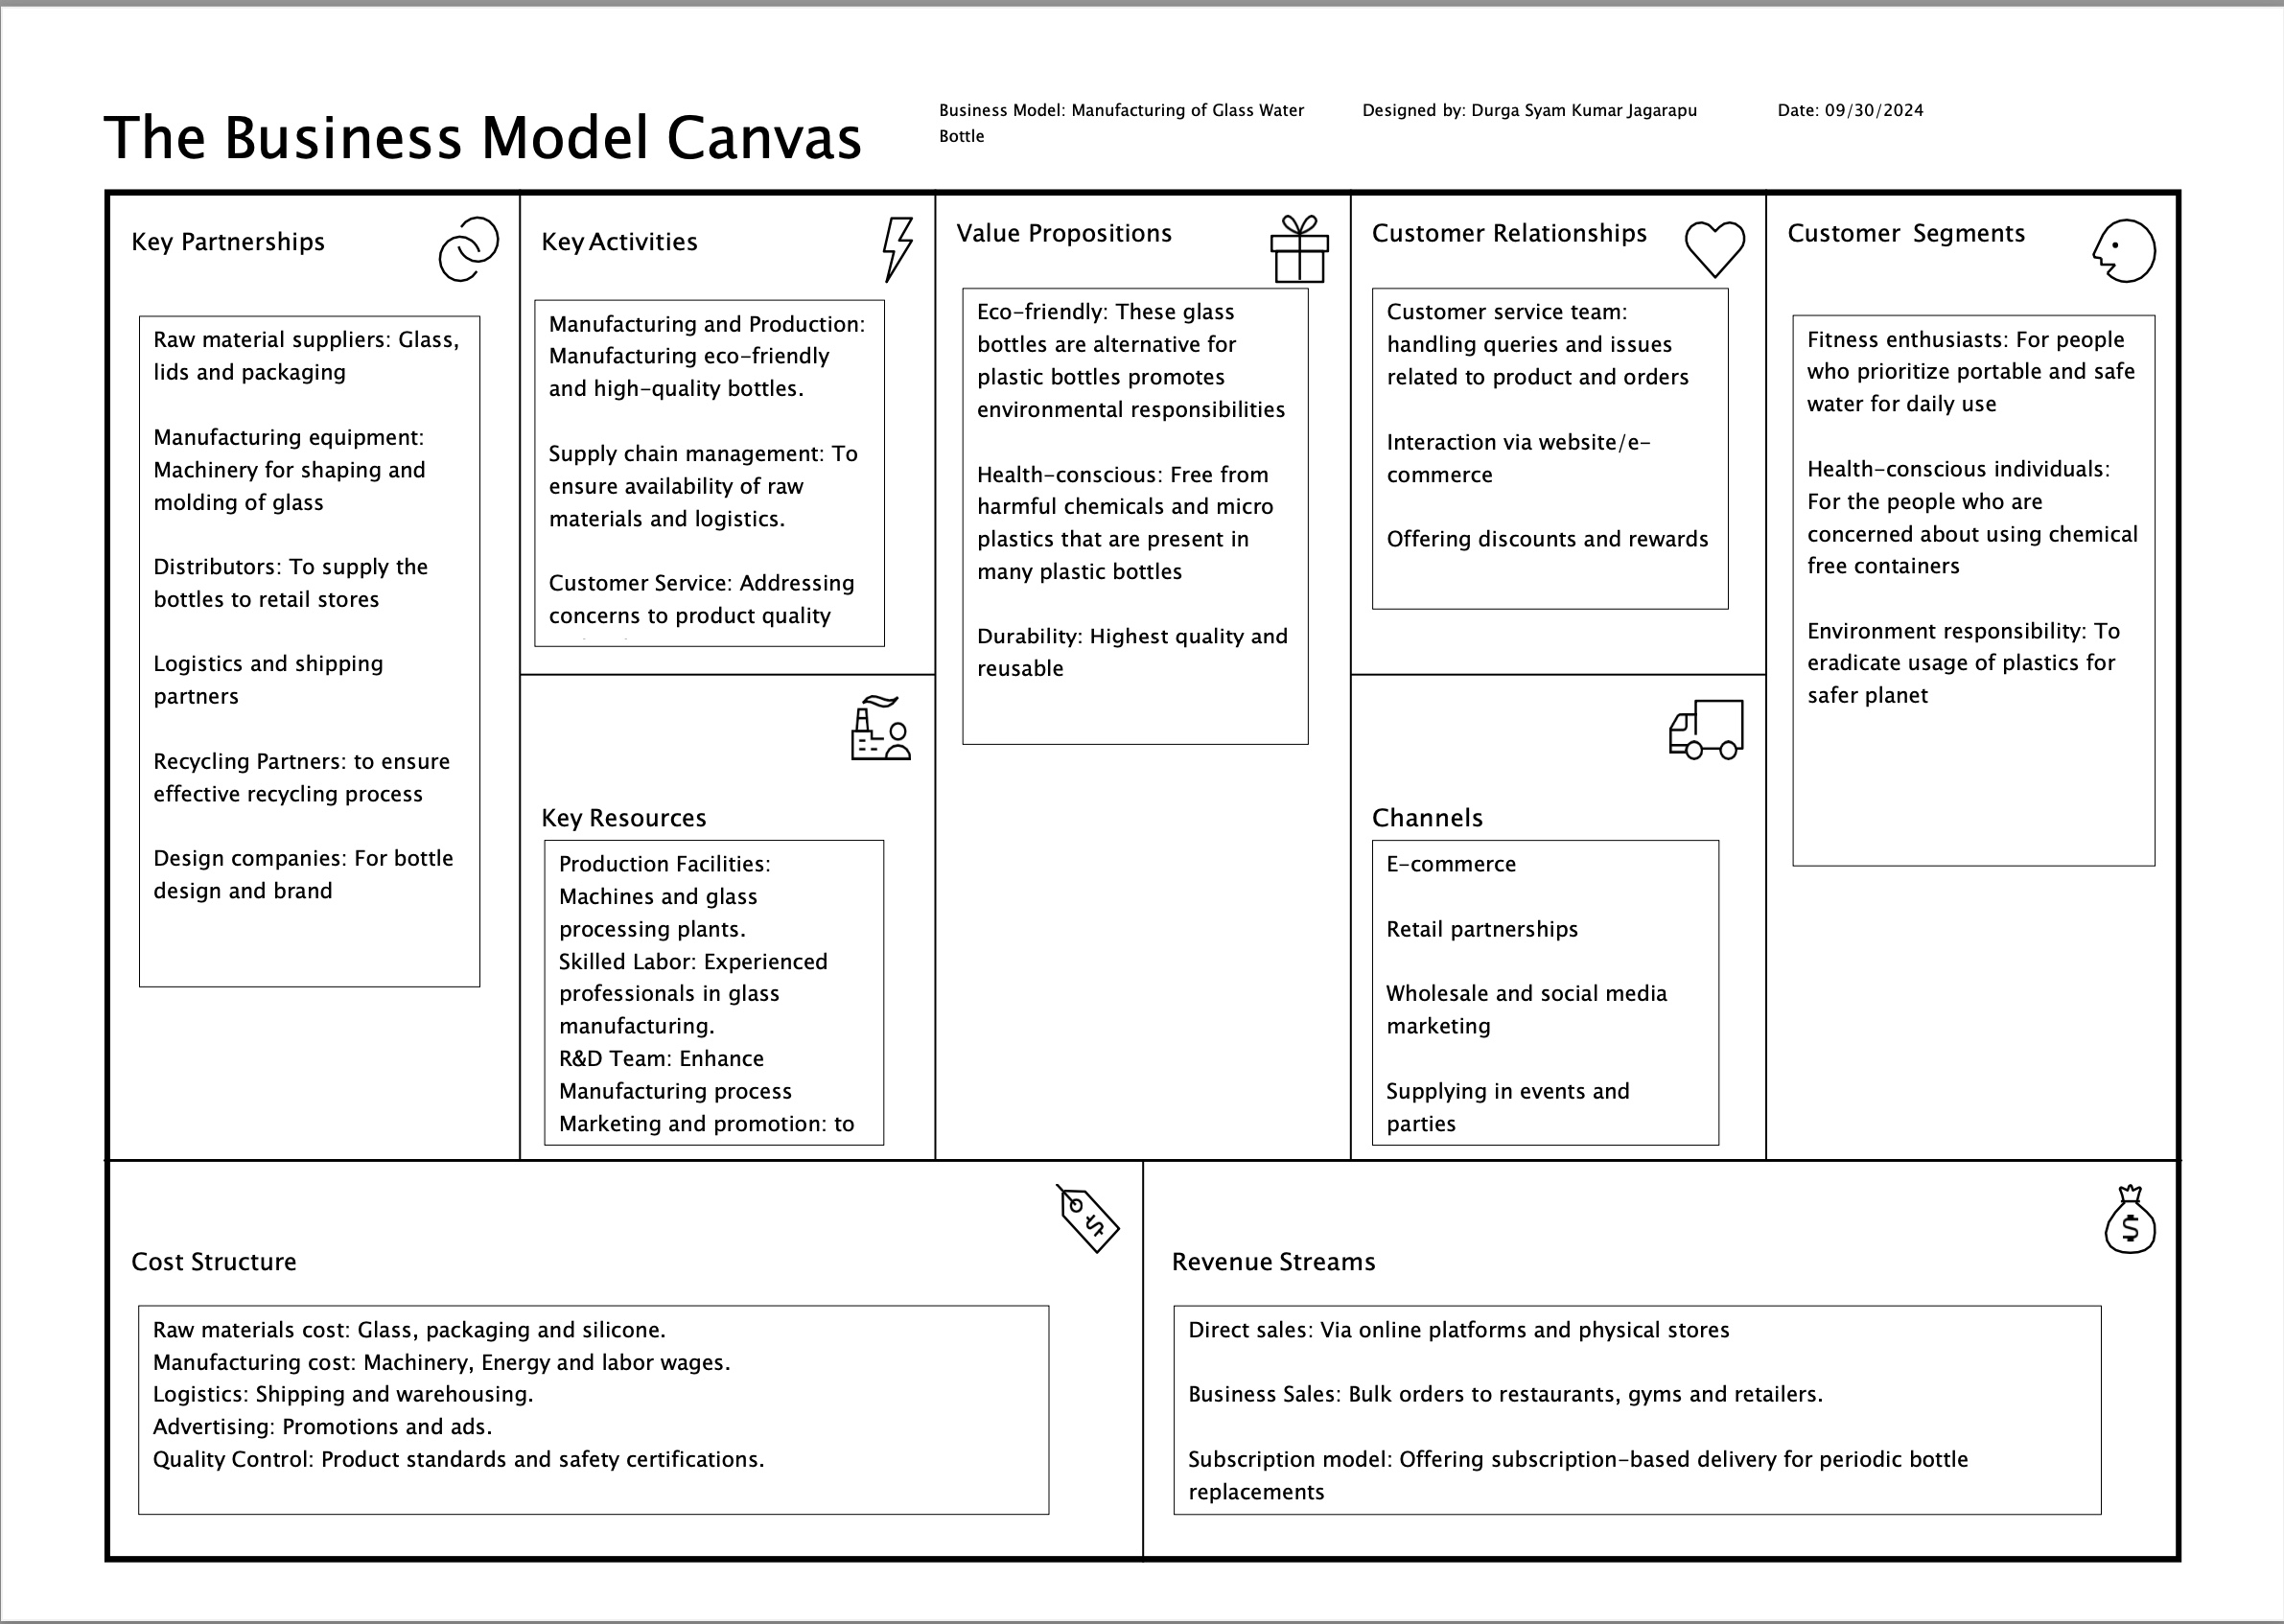 The Business Model Canvas
Business Model: Manufacturing of Glass Water
Bottle
Designed by: Durga Syam Kumar Jagarapu
Date: 09/30/2024
Key Partnerships
Raw material suppliers: Glass,
lids and packaging
Manufacturing equipment:
Machinery for shaping and
molding of glass
Distributors: To supply the
bottles to retail stores
Logistics and shipping
partners
Recycling Partners: to ensure
effective recycling process
Design companies: For bottle
design and brand
Key Activities
Manufacturing and Production:
Manufacturing eco-friendly
and high-quality bottles.
Supply chain management: To
ensure availability of raw
materials and logistics.
Customer Service: Addressing
concerns to product quality
Key Resources
Production Facilities:
Machines and glass
processing plants.
Skilled Labor: Experienced
professionals in glass
manufacturing.
R&D Team: Enhance
Manufacturing process
Marketing and promotion: to
Value Propositions
Eco-friendly: These glass
bottles are alternative for
plastic bottles promotes
environmental responsibilities
Health-conscious: Free from
harmful chemicals and micro
plastics that are present in
many plastic bottles
Durability: Highest quality and
reusable
Customer Relationships
Customer service team:
handling queries and issues
related to product and orders
Interaction via website/e-
commerce
Offering discounts and rewards
Channels
E-commerce
Retail partnerships
Wholesale and social media
marketing
Supplying in events and
parties
Customer Segments
Fitness enthusiasts: For people
who prioritize portable and safe
water for daily use
Health-conscious individuals:
For the people who are
concerned about using chemical
free containers
Environment responsibility: To
eradicate usage of plastics for
safer planet
Cost Structure
Raw materials cost: Glass, packaging and silicone.
Manufacturing cost: Machinery, Energy and labor wages.
Logistics: Shipping and warehousing.
Advertising: Promotions and ads.
Quality Control: Product standards and safety certifications.
Revenue Streams
Direct sales: Via online platforms and physical stores
Business Sales: Bulk orders to restaurants, gyms and retailers.
Subscription model: Offering subscription-based delivery for periodic bottle
replacements